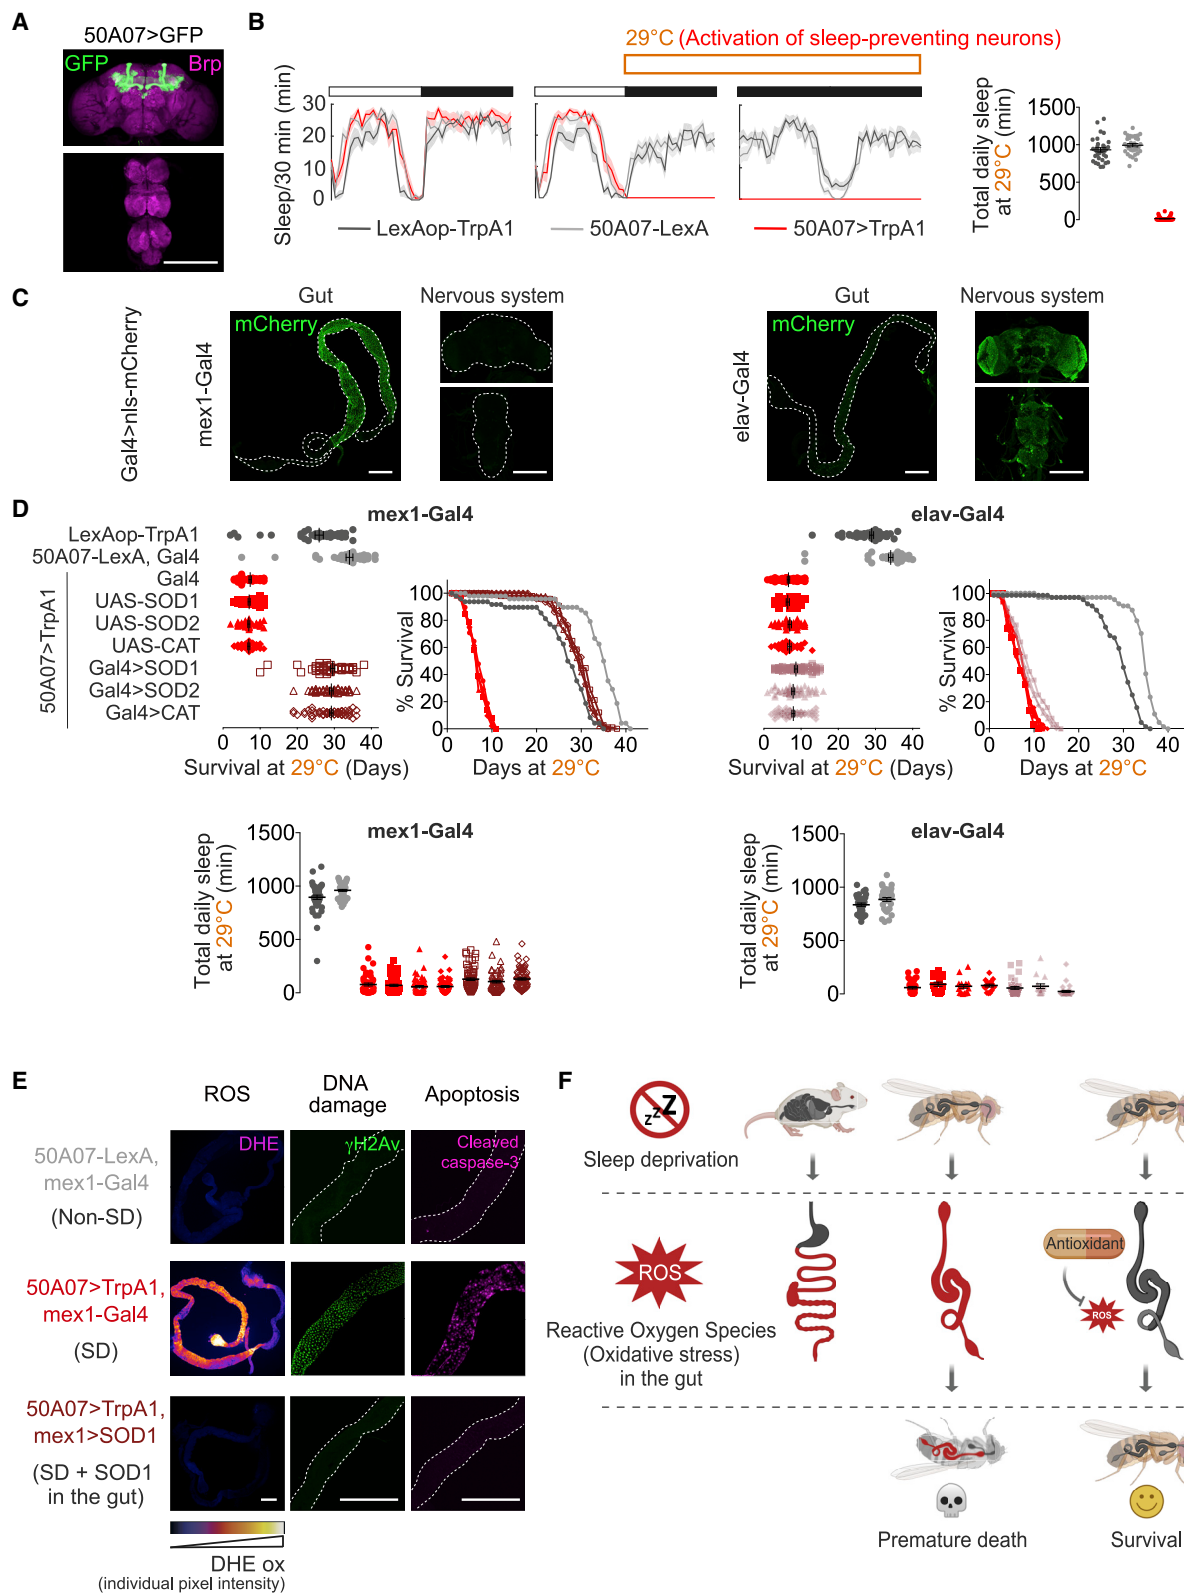 A
50A07>GFP
GFP
Brp
B
29°C (Activation of sleep-preventing neurons)
Sleep/30 min (min)
30
20
10
0
LexAop-TrpA1
50A07-LexA
50A07>TrpA1
Total daily sleep
at 29°C (min)
1500
1000
500
0
C
Gal4>nls-mCherry
mex1-Gal4
Gut
Nervous system
mCherry
elav-Gal4
Gut
Nervous system
mCherry
D
mex1-Gal4
LexAop-TrpA1
50A07-LexA, Gal4
50A07>TrpA1
Gal4
UAS-SOD1
UAS-SOD2
UAS-CAT
Gal4>SOD1
Gal4>SOD2
Gal4>CAT
0 10 20 30 40
Survival at 29°C (Days)
% Survival
100
80
60
40
20
0
0 10 20 30 40
Days at 29°C
elav-Gal4
0 10 20 30 40
Survival at 29°C (Days)
% Survival
100
80
60
40
20
0
0 10 20 30 40
Days at 29°C
mex1-Gal4
Total daily sleep
at 29°C (min)
1500
1000
500
0
elav-Gal4
Total daily sleep
at 29°C (min)
1500
1000
500
0
E
ROS
DNA
damage
Apoptosis
50A07-LexA,
mex1-Gal4
(Non-SD)
DHE
γH2Av
Cleaved
caspase-3
50A07>TrpA1,
mex1-Gal4
(SD)
50A07>TrpA1,
mex1>SOD1
(SD + SOD1
in the gut)
DHE ox
(individual pixel intensity)
F
zzZ
Sleep deprivation
ROS
Reactive Oxygen Species
(Oxidative stress)
in the gut
Antioxidant
ROS
Premature death
Survival